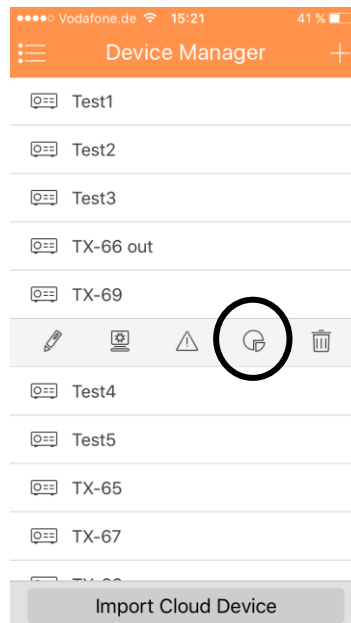 Vodafone.de 15:21 41 %
Device Manager
Test1
Test2
Test3
TX-66 out
TX-69
Test4
Test5
TX-65
TX-67
Import Cloud Device